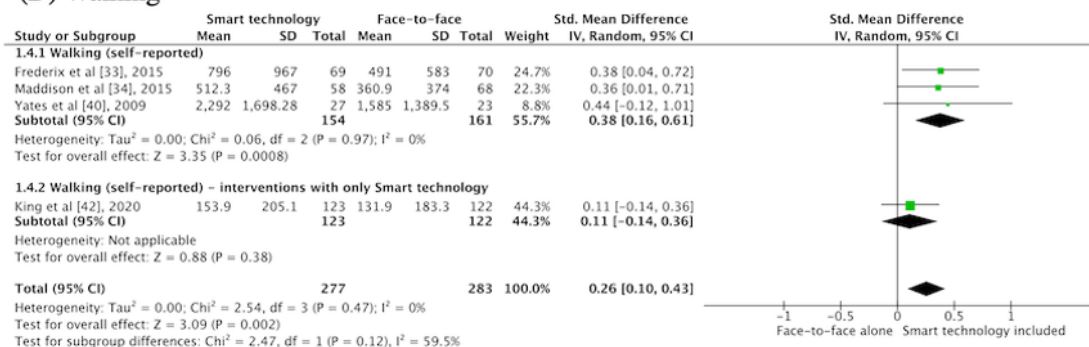 Smart technology Face-to-face Std. Mean Difference Std. Mean Difference
Study or Subgroup Mean SD Total Mean SD Total Weight IV, Random, 95% CI IV, Random, 95% CI
1.4.1 Walking (self-reported)
Frederix et al [33], 2015 796 967 69 491 583 70 24.7% 0.38 [0.04, 0.72]
Maddison et al [34], 2015 512.3 467 58 360.9 374 68 22.3% 0.36 [0.01, 0.71]
Yates et al [40], 2009 2,292 1,698.28 27 1,585 1,389.5 23 8.8% 0.44 [-0.12, 1.01]
Subtotal (95% CI) 154 161 55.7% 0.38 [0.16, 0.61]
Heterogeneity: Tau² = 0.00; Chi² = 0.06, df = 2 (P = 0.97); I² = 0%
Test for overall effect: Z = 3.35 (P = 0.0008)
1.4.2 Walking (self-reported) – interventions with only Smart technology
King et al [42], 2020 153.9 205.1 123 131.9 183.3 122 44.3% 0.11 [-0.14, 0.36]
Subtotal (95% CI) 123 122 44.3% 0.11 [-0.14, 0.36]
Heterogeneity: Not applicable
Test for overall effect: Z = 0.88 (P = 0.38)
Total (95% CI) 277 283 100.0% 0.26 [0.10, 0.43]
Heterogeneity: Tau² = 0.00; Chi² = 2.54, df = 3 (P = 0.47); I² = 0%
Test for overall effect: Z = 3.09 (P = 0.002)
Test for subgroup differences: Chi² = 2.47, df = 1 (P = 0.12), I² = 59.5%
-1 -0.5 0 0.5 1
Face-to-face alone Smart technology included